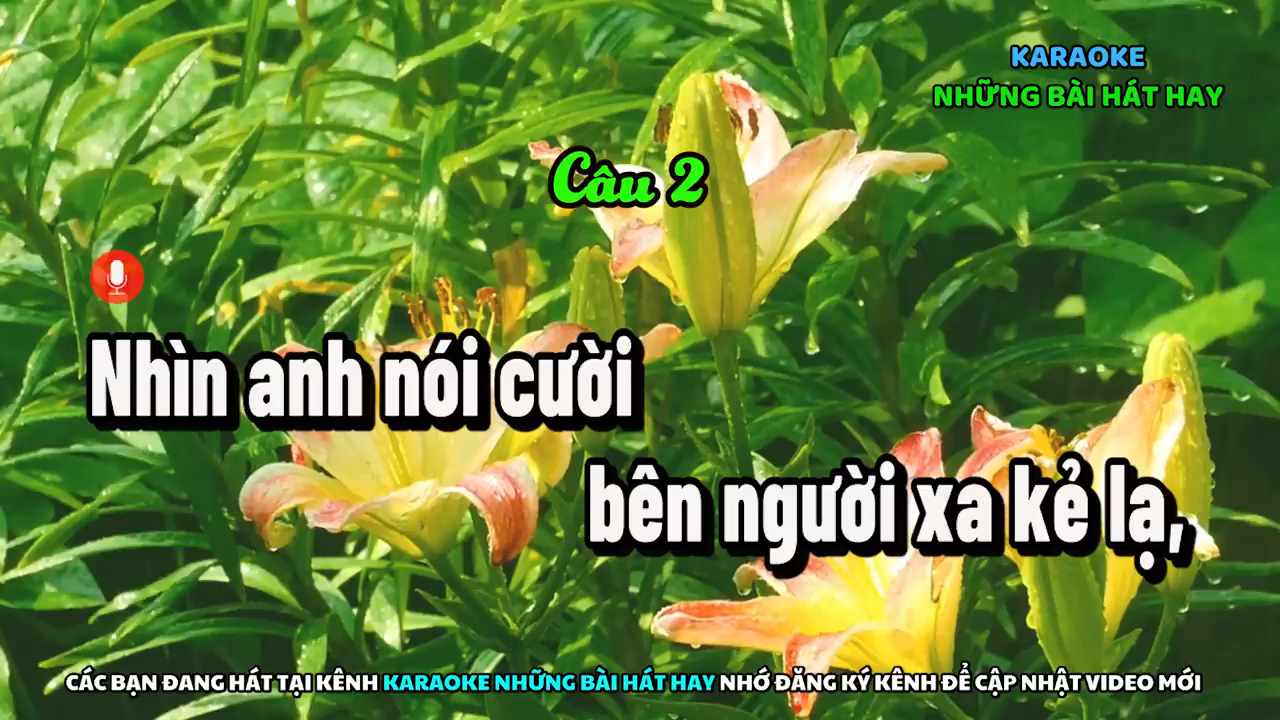 KARAOKE
NHỮNG BÀI HÁT HAY
Câu 2
Nhìn anh nói cười
bên người xa kẻ lạ,
CÁC BẠN ĐANG HÁT TẠI KÊNH KARAOKE NHỮNG BÀI HÁT HAY NHỚ ĐĂNG KÝ KÊNH ĐỂ CẬP NHẬT VIDEO MỚI